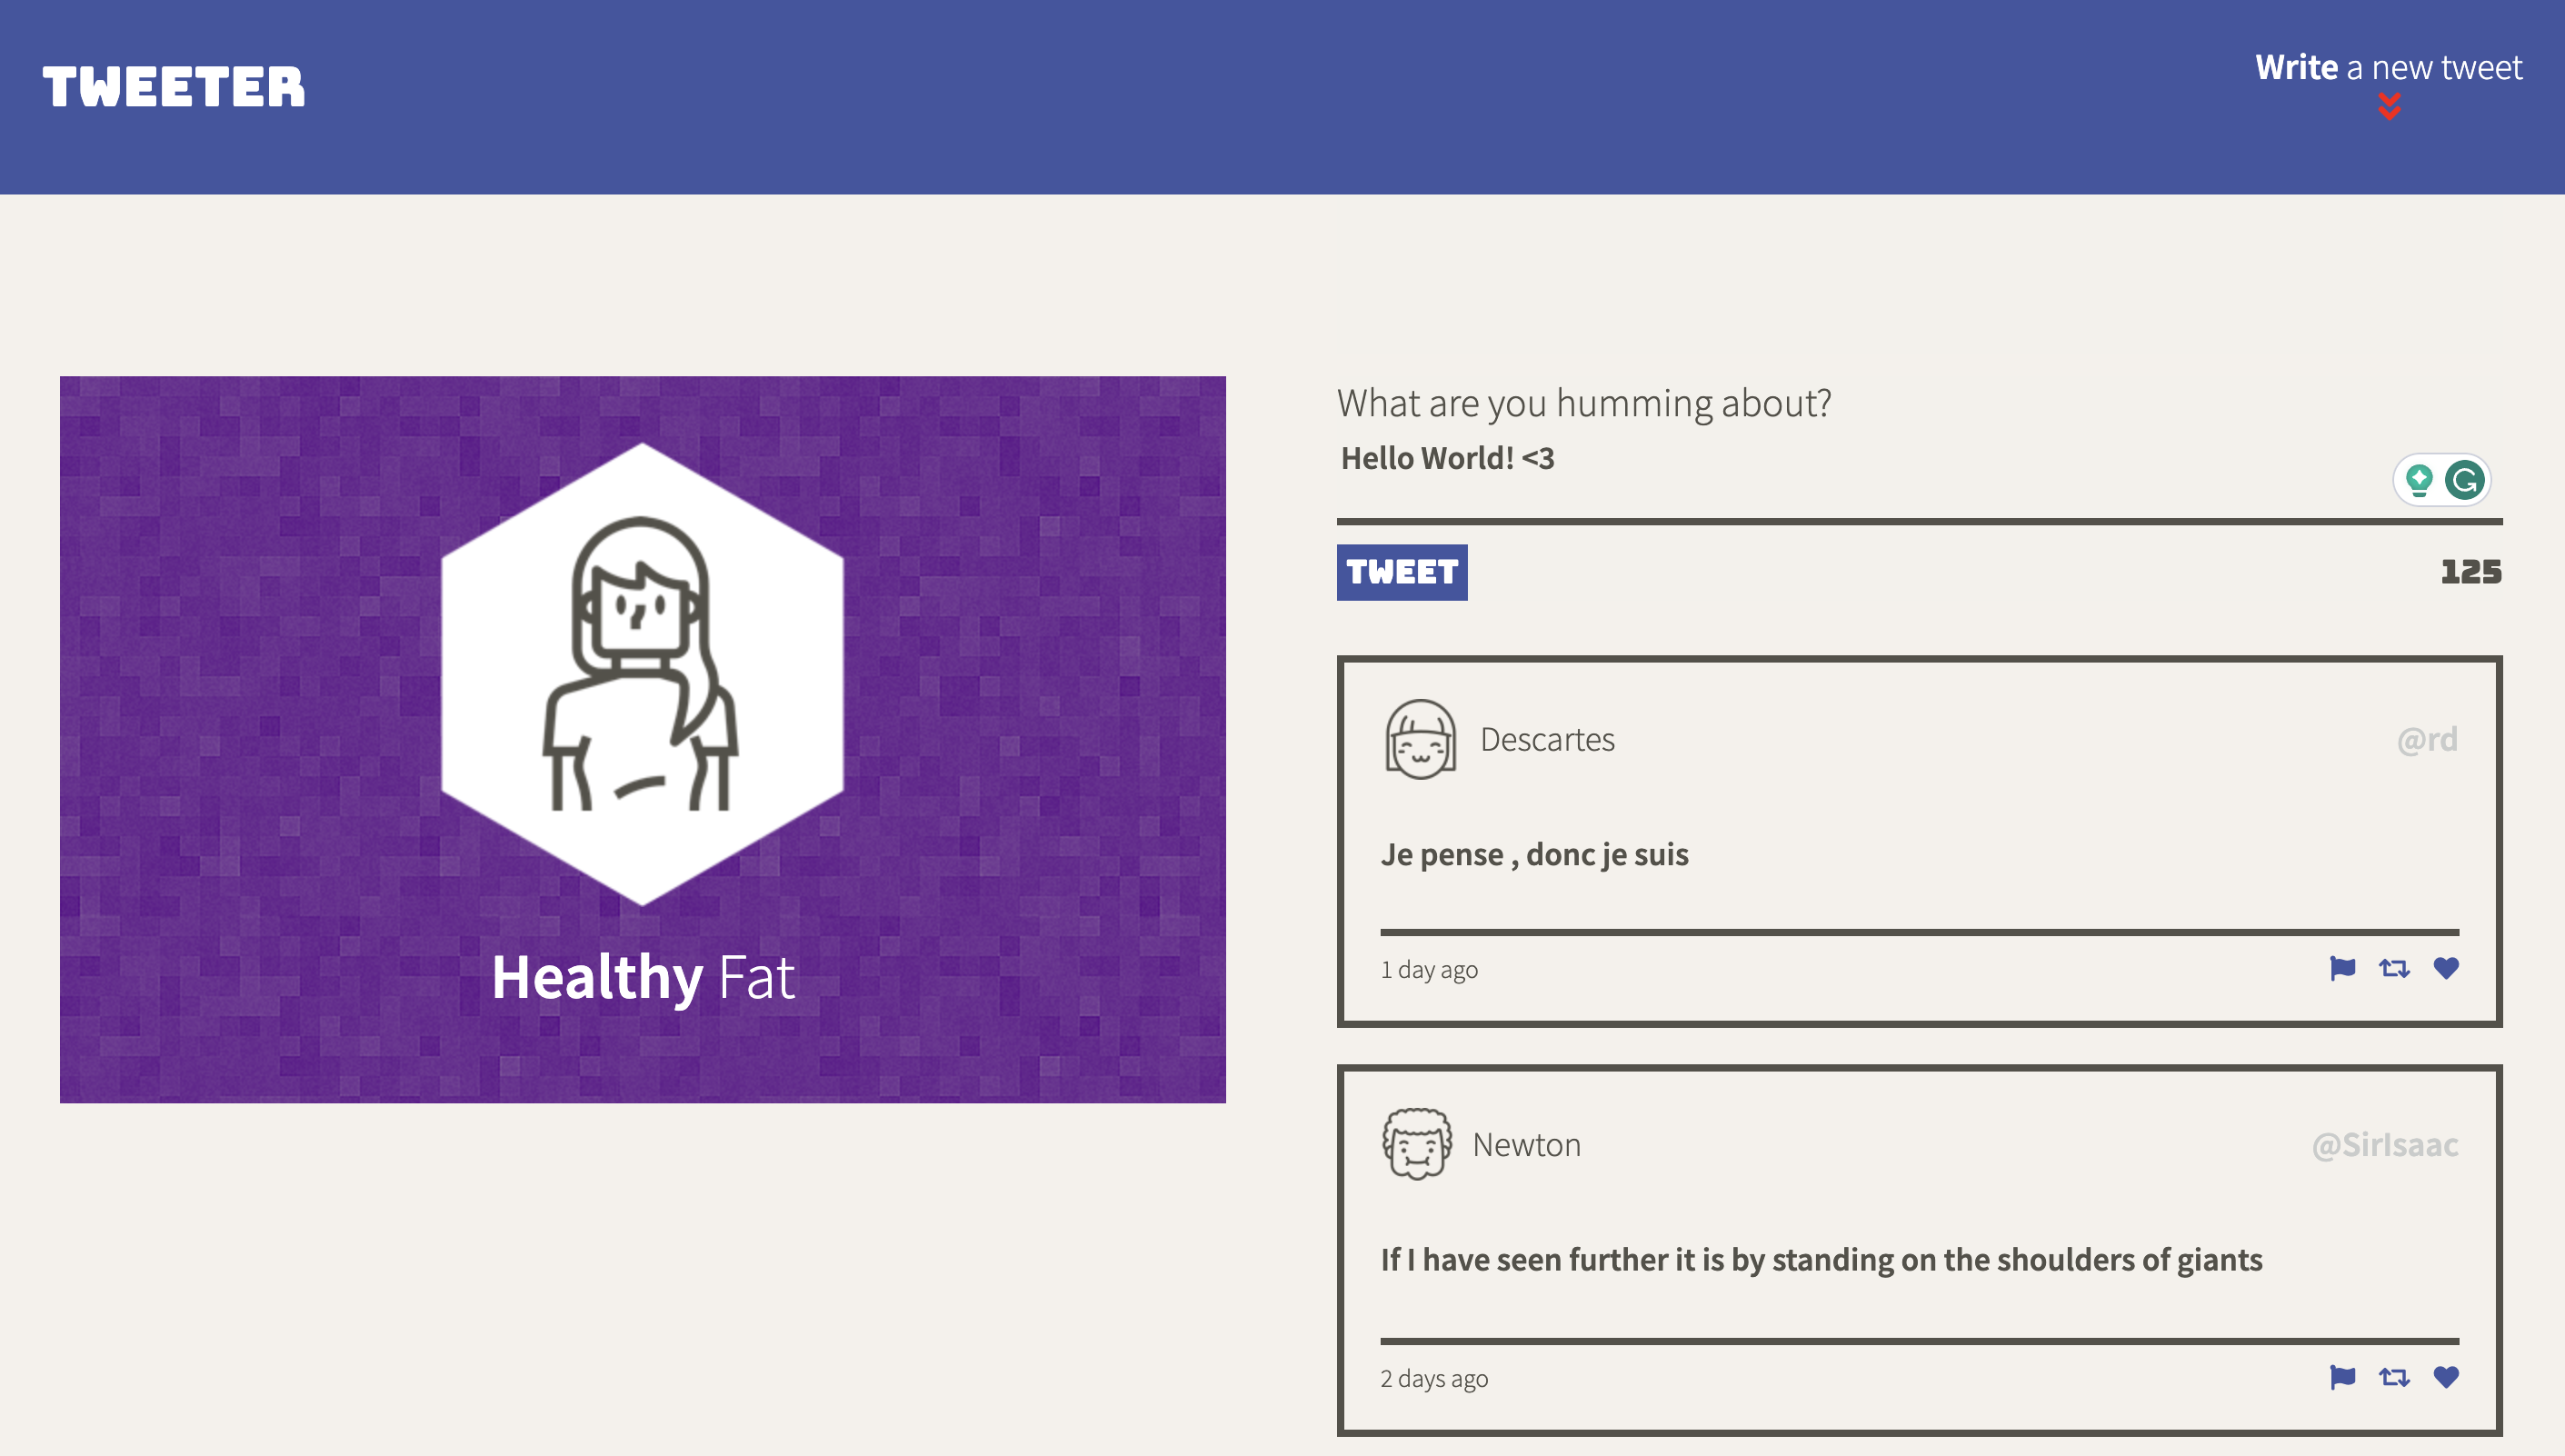 TWEETER
Write a new tweet
Healthy Fat
What are you humming about?
Hello World! <3
TWEET
125
Descartes
@rd
Je pense , donc je suis
1 day ago
Newton
@SirIsaac
If I have seen further it is by standing on the shoulders of giants
2 days ago